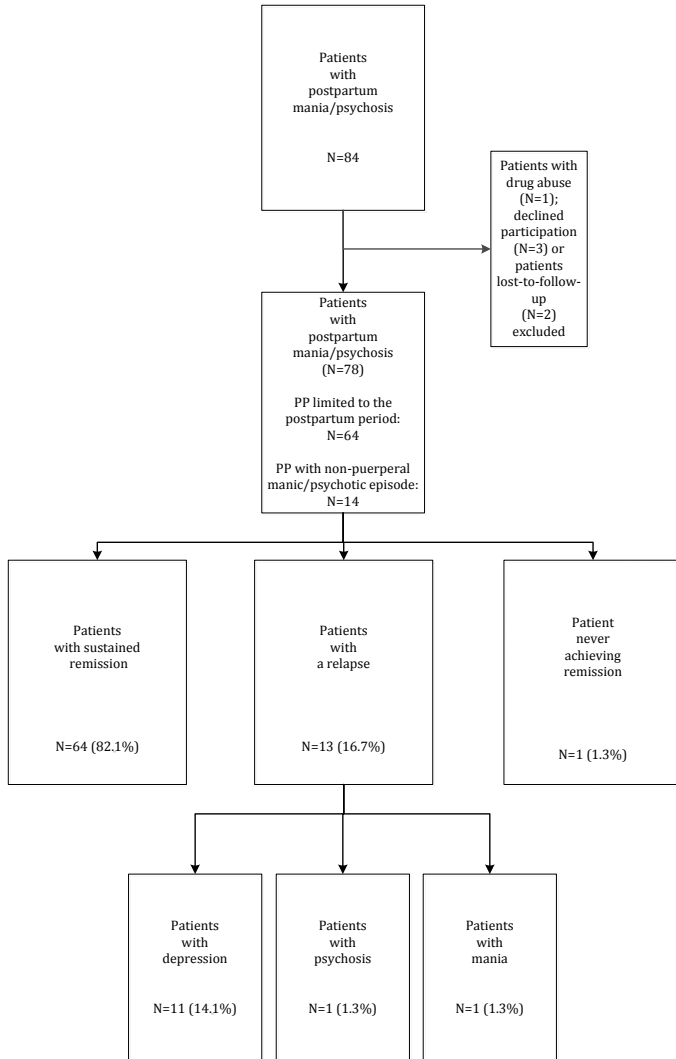 Patients
with
postpartum
mania/psychosis
N=84
Patients with
drug abuse
(N=1);
declined
participation
(N=3) or
patients
lost-to-follow-
up
(N=2)
excluded
Patients
with
postpartum
mania/psychosis
(N=78)
PP limited to the
postpartum period:
N=64
PP with non-puerperal
manic/psychotic episode:
N=14
Patients
with sustained
remission
N=64 (82.1%)
Patients
with
a relapse
N=13 (16.7%)
Patient
never
achieving
remission
N=1 (1.3%)
Patients
with
depression
N=11 (14.1%)
Patients
with
psychosis
N=1 (1.3%)
Patients
with
mania
N=1 (1.3%)